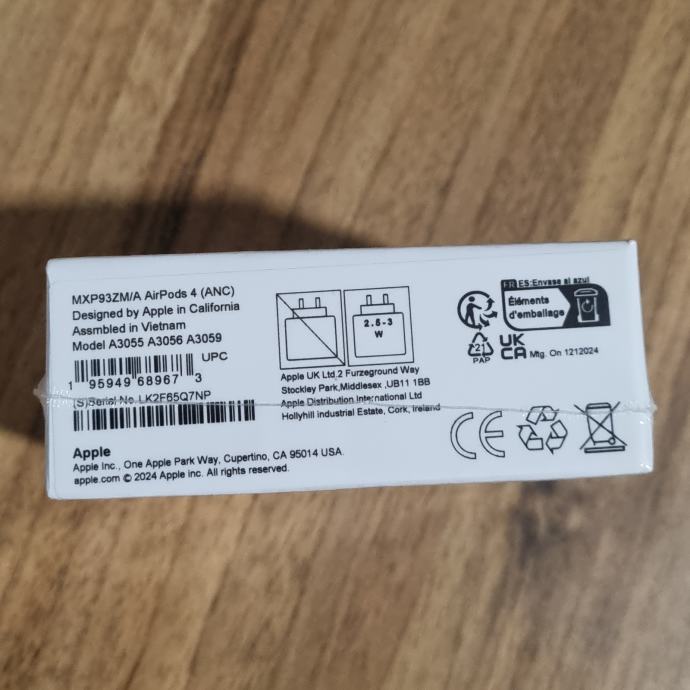 MXP93ZM/A AirPods 4 (ANC)
Designed by Apple in California
Assmbled in Vietnam
Model A3055 A3056 A3059
UPC
1 95949 68967 3
(S)Serial No. LK2F65Q7NP
Apple
Apple Inc., One Apple Park Way, Cupertino, CA 95014 USA.
apple.com © 2024 Apple inc. All rights reserved.
2.5-3
W
Apple UK Ltd,2 Furzeground Way
Stockley Park,Middlesex ,UB11 1BB
Apple Distribution International Ltd
Hollyhill industrial Estate, Cork, Ireland
FR ES:Envase al azul
Éléments
d'emballage
21
PAP
UK
CA
Mfg. On 1212024
CE